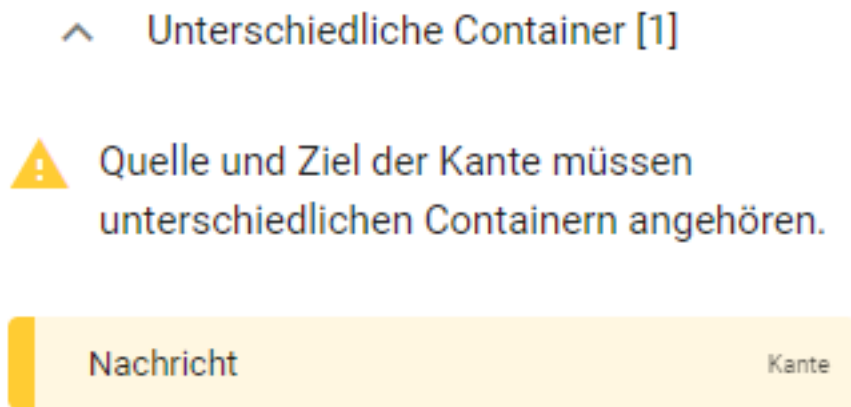 Unterschiedliche Container [1]
Quelle und Ziel der Kante müssen
unterschiedlichen Containern angehören.
Nachricht Kante